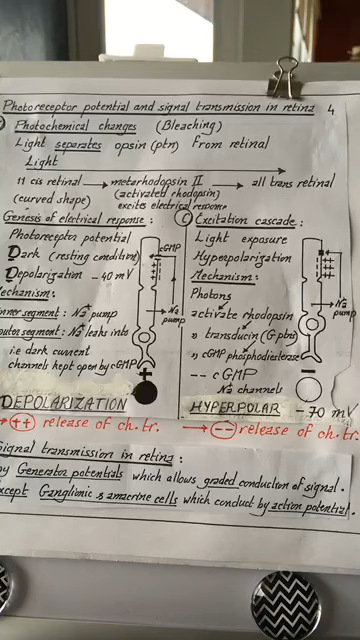 Photoreceptor potential and signal transmission in retina 4
Photochemical changes (Bleaching)
Light separates opsin (ptn) from retinal
Light
11 cis retinal → metarhodopsin II → all trans retinal
(curved shape) (activated rhodopsin)
excites electrical response
Genesis of electrical response:
Photoreceptor potential
Dark (resting condition)
Depolarization -40 mV
Mechanism:
inner segment: Na+ pump
outer segment: Na+ leaks into
i.e dark current
channels kept open by cGMP
cGMP
Na+
pump
+
DEPOLARIZATION
→ ++ release of ch.tr.
C Excitation cascade:
Light exposure
Hyperpolarization
Mechanism:
Photons
activate rhodopsin
" transducin (G ptn)
" cGMP phosphodiesterase
-- cGMP
Na+ channels
Na+
pump
HYPERPOLAR -70 mV
→ -- release of ch.tr.
Signal transmission in retina:
by Generator potentials which allows graded conduction of signal.
except Ganglionic & amacrine cells which conduct by action potential.